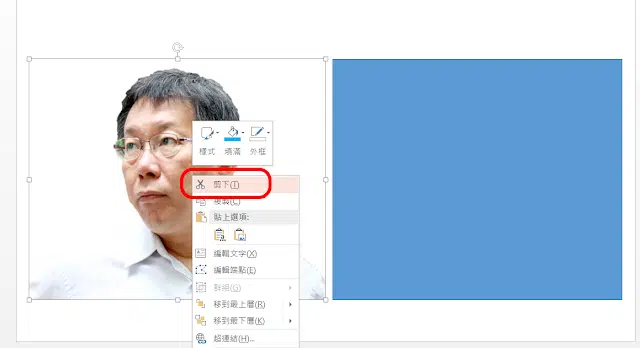 樣式 填滿 外框
剪下(T)
複製(C)
貼上選項:
編輯文字(X)
編輯端點(E)
群組(G)
移到最上層(R)
移到最下層(K)
超連結(H)...